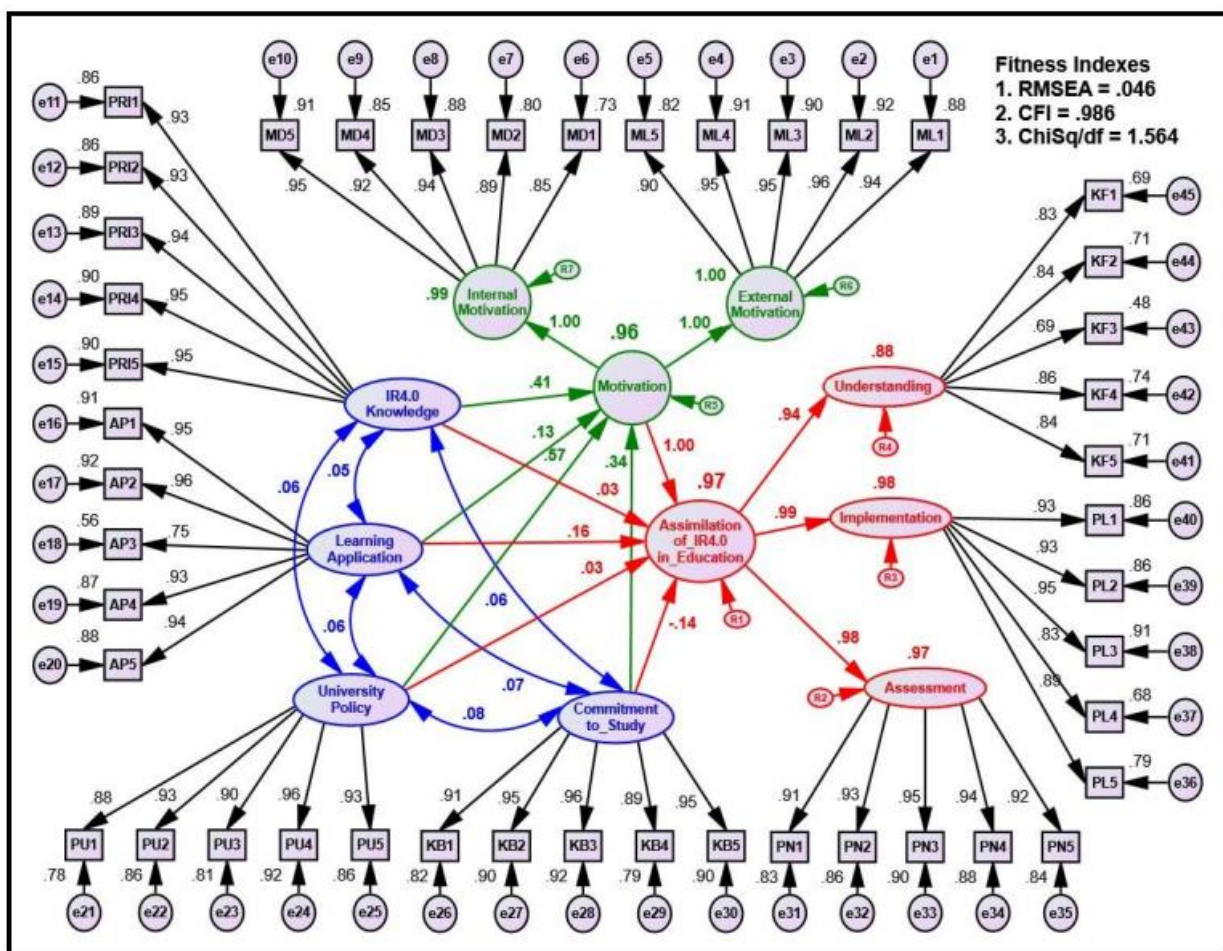 e10 e9 e8 e7 e6 e5 e4 e3 e2 e1
Fitness Indexes
1. RMSEA = .046
2. CFI = .986
3. ChiSq/df = 1.564
.91 .85 .88 .80 .73 .82 .91 .90 .92 .88
MD5 MD4 MD3 MD2 MD1 ML5 ML4 ML3 ML2 ML1
.95 .92 .94 .89 .85 .90 .95 .95 .96 .94
.86
e11 PRI1 .93
.86
e12 PRI2 .93
.89
e13 PRI3 .94
.90
e14 PRI4 .95
.90
e15 PRI5 .95
.91
e16 AP1 .95
.92
e17 AP2 .96
.56
e18 AP3 .75
.87
e19 AP4 .93
.88
e20 AP5 .94
.99
Internal
Motivation
R7
1.00
External
Motivation
R6
1.00
1.00
.96
Motivation
R5
IR4.0
Knowledge
.41
.13
.57
.34
1.00
.05
.06
.03
.97
Assimilation
of_IR4.0
in_Education
R1
Learning
Application
.16
.03
.06
.06
-.14
.07
.08
University
Policy
Commitment
to_Study
.88
Understanding
R4
.94
.98
Implementation
R3
.99
.98
.97
Assessment
R2
.83 KF1 .69 e45
.84 KF2 .71 e44
.69 KF3 .48 e43
.86 KF4 .74 e42
.84 KF5 .71 e41
.93 PL1 .86 e40
.93 PL2 .86 e39
.95 PL3 .91 e38
.83 PL4 .68 e37
.89 PL5 .79 e36
.88 .93 .90 .96 .93 .91 .95 .96 .89 .95 .91 .93 .95 .94 .92
PU1 PU2 PU3 PU4 PU5 KB1 KB2 KB3 KB4 KB5 PN1 PN2 PN3 PN4 PN5
.78 .86 .81 .92 .86 .82 .90 .92 .79 .90 .83 .86 .90 .88 .84
e21 e22 e23 e24 e25 e26 e27 e28 e29 e30 e31 e32 e33 e34 e35